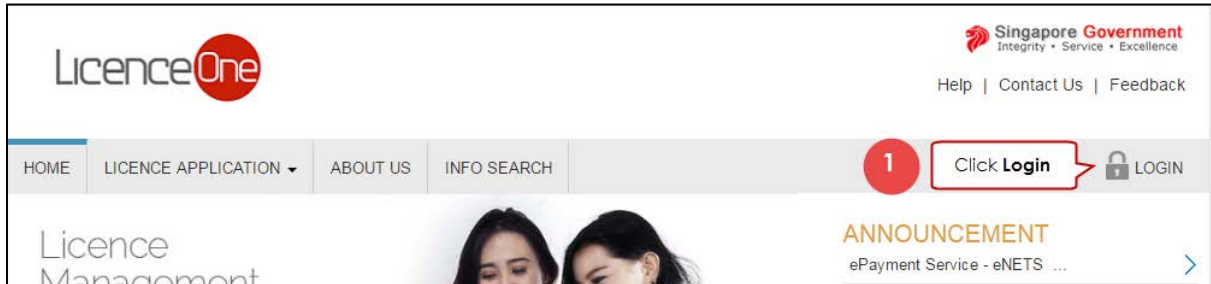 LicenceOne
Singapore Government
Integrity • Service • Excellence
Help | Contact Us | Feedback
HOME LICENCE APPLICATION ABOUT US INFO SEARCH 1 Click Login LOGIN
Licence
Management
ANNOUNCEMENT
ePayment Service - eNETS ...